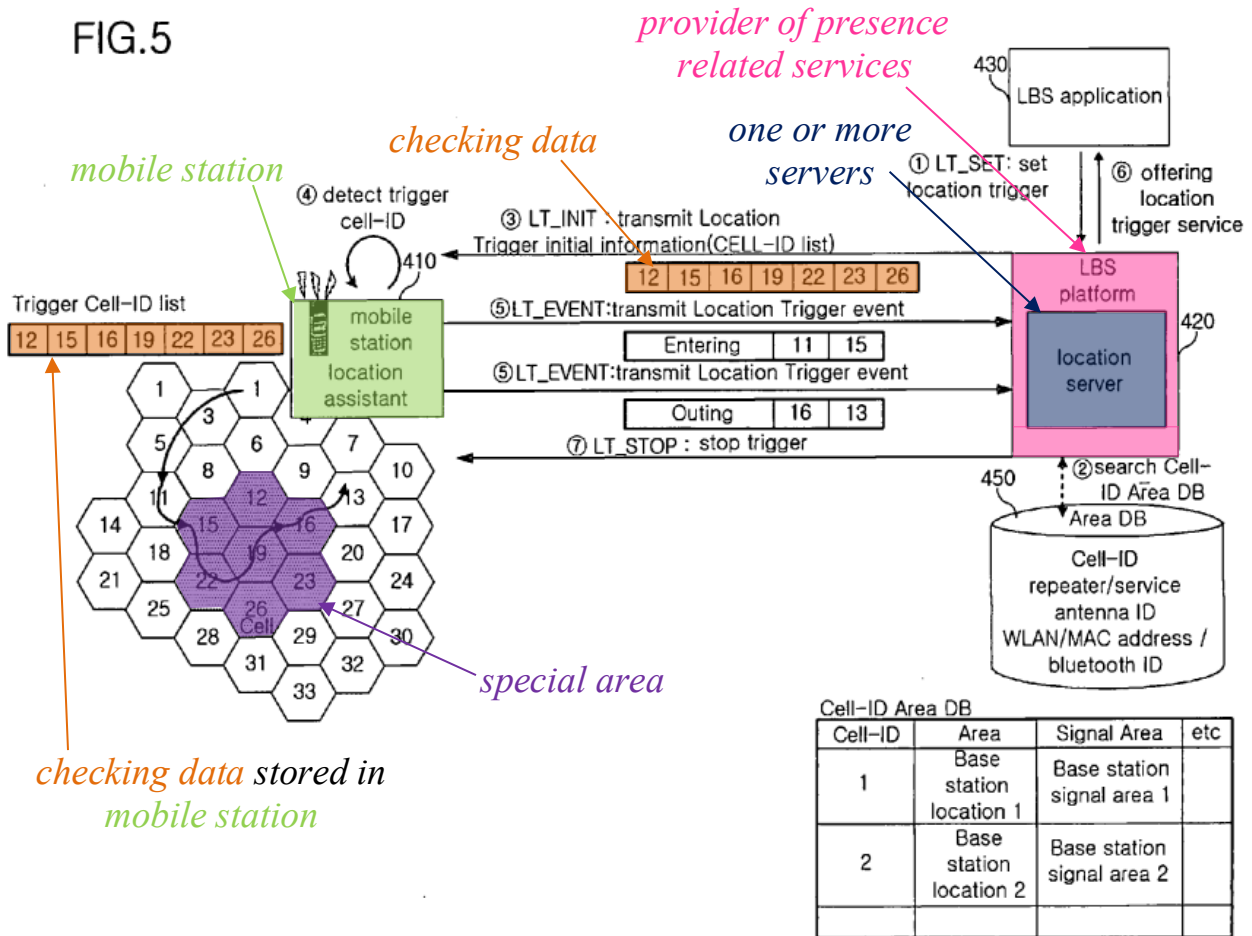 FIG.5
provider of presence
related services
430
LBS application
one or more
servers
checking data
mobile station
① LT_SET: set
location trigger
⑥ offering
location
trigger service
④ detect trigger
cell-ID
③ LT_INIT : transmit Location
Trigger initial information(CELL-ID list)
410
12 15 16 19 22 23 26
LBS
platform
location
server
420
Trigger Cell-ID list
12 15 16 19 22 23 26
mobile
station
location
assistant
⑤LT_EVENT:transmit Location Trigger event
Entering 11 15
⑤LT_EVENT:transmit Location Trigger event
Outing 16 13
⑦ LT_STOP : stop trigger
②search Cell-
ID Area DB
450
Area DB
Cell-ID
repeater/service
antenna ID
WLAN/MAC address /
bluetooth ID
1 1
3 4
5 6 7
8 9 10
11 12 13
14 15 16 17
18 19 20
21 22 23 24
25 26 27
Cell
28 29 30
31 32
33
special area
checking data stored in
mobile station
Cell-ID Area DB
Cell-ID Area Signal Area etc
1 Base station location 1 Base station signal area 1
2 Base station location 2 Base station signal area 2